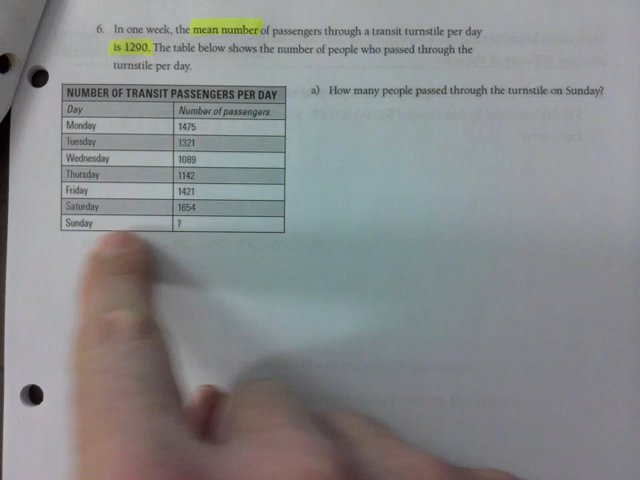 6. In one week, the mean number of passengers through a transit turnstile per day
is 1290. The table below shows the number of people who passed through the
turnstile per day.
NUMBER OF TRANSIT PASSENGERS PER DAY
Day Number of passengers
Monday 1475
Tuesday 1321
Wednesday 1089
Thursday 1142
Friday 1421
Saturday 1654
Sunday ?
a) How many people passed through the turnstile on Sunday?